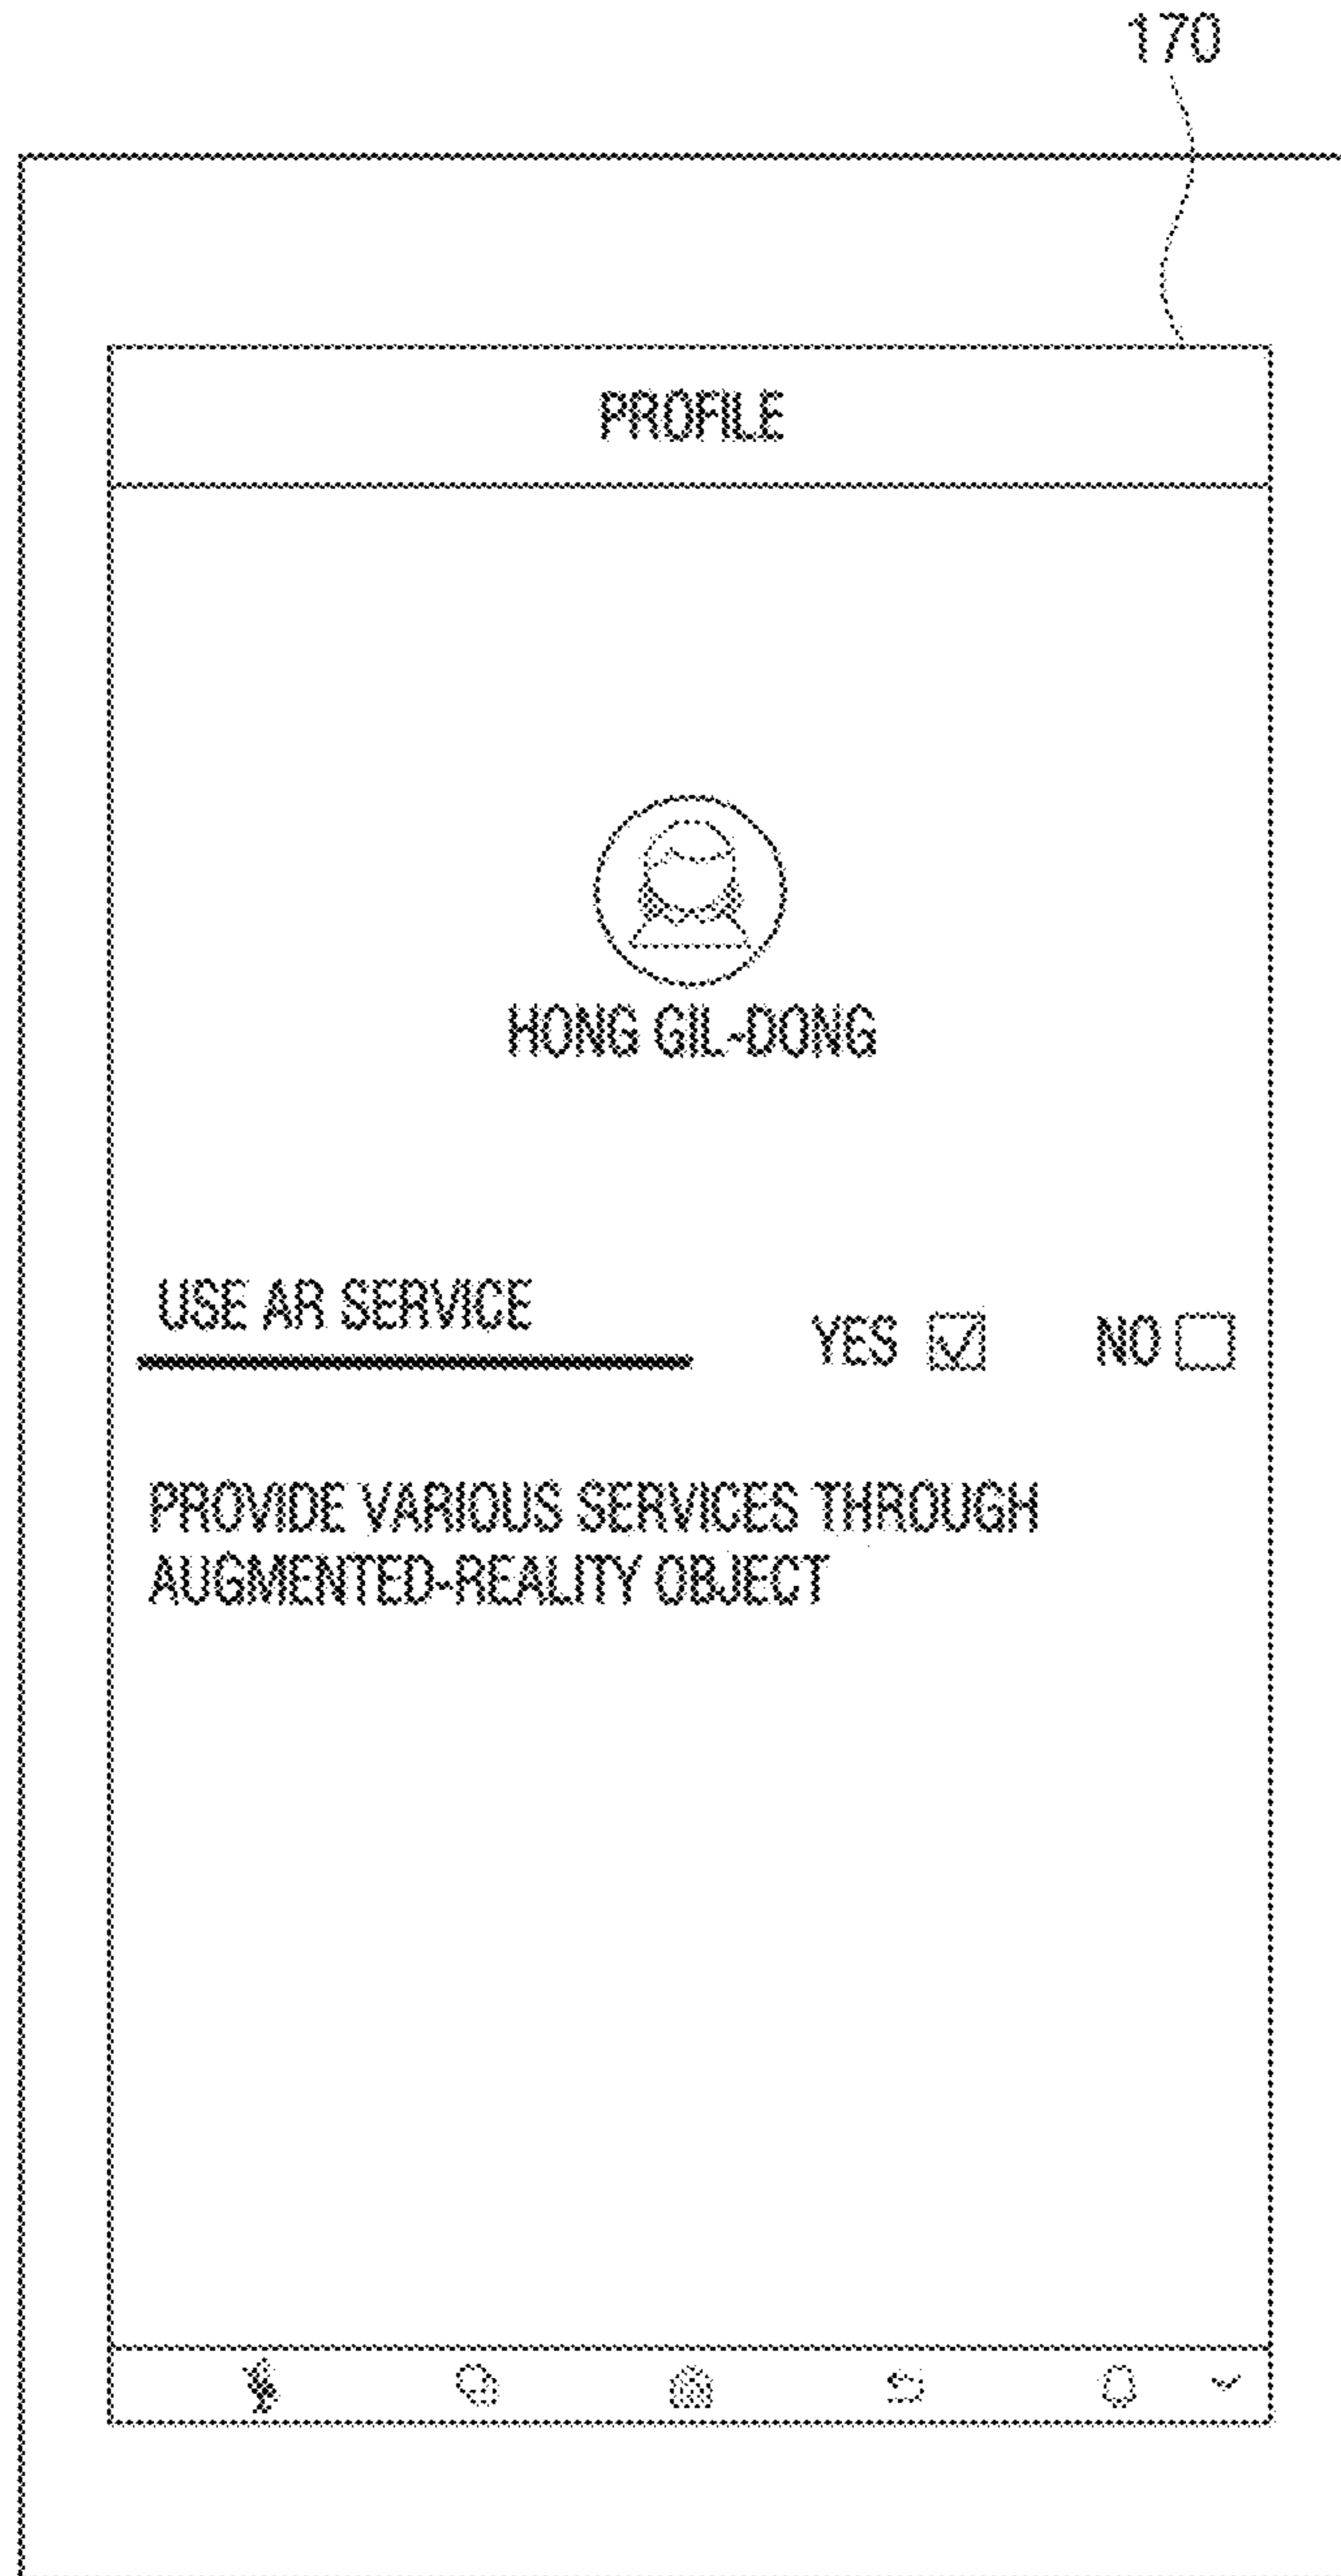 170
PROFILE
HONG GIL-DONG
USE AR SERVICE
YES NO
PROVIDE VARIOUS SERVICES THROUGH
AUGMENTED-REALITY OBJECT